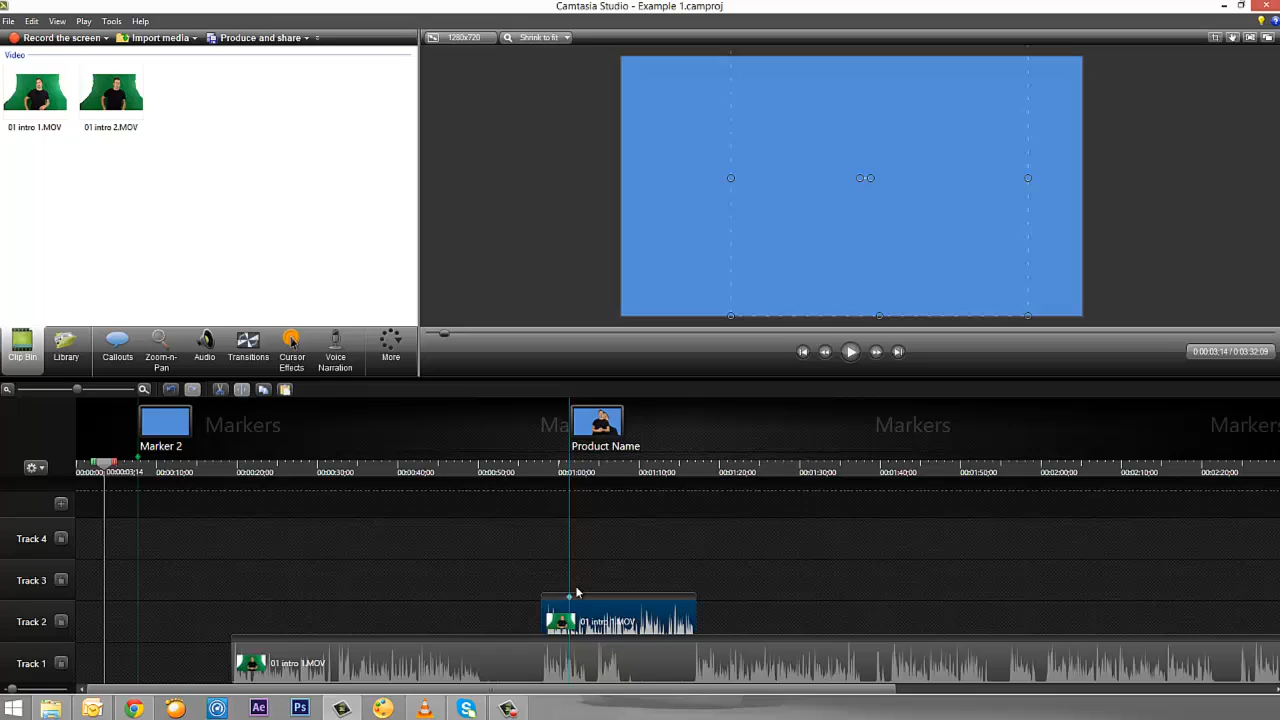 Camtasia Studio - Example 1.camproj
File Edit View Play Tools Help
Record the screen Import media Produce and share
1280x720 Shrink to fit
Video
01 intro 1.MOV 01 intro 2.MOV
Clip Bin Library Callouts Zoom-n-Pan Audio Transitions Cursor Effects Voice Narration More
0:00:03;14 / 0:03:32;09
Markers Ma Markers Markers
Marker 2 Product Name
00:00:00; 00:00:03;14 00:00:10;00 00:00:20;00 00:00:30;00 00:00:40;00 00:00:50;00 00:01:00;00 00:01:10;00 00:01:20;00 00:01:30;00 00:01:40;00 00:01:50;00 00:02:00;00 00:02:10;00 00:02:20;00
Track 4
Track 3
Track 2 01 intro 1.MOV
Track 1 01 intro 1.MOV
Ae Ps